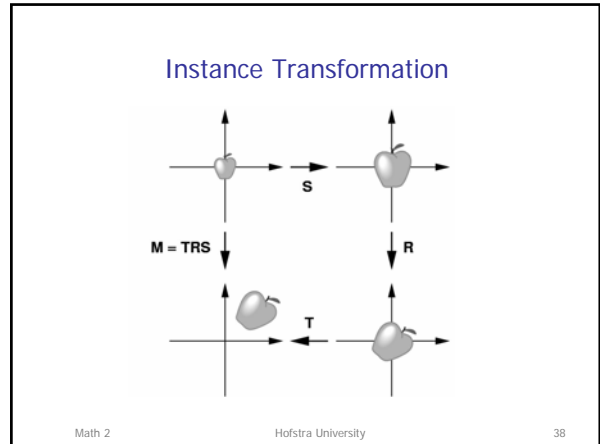 Instance Transformation
S
M = TRS
R
T
Math 2
Hofstra University
38